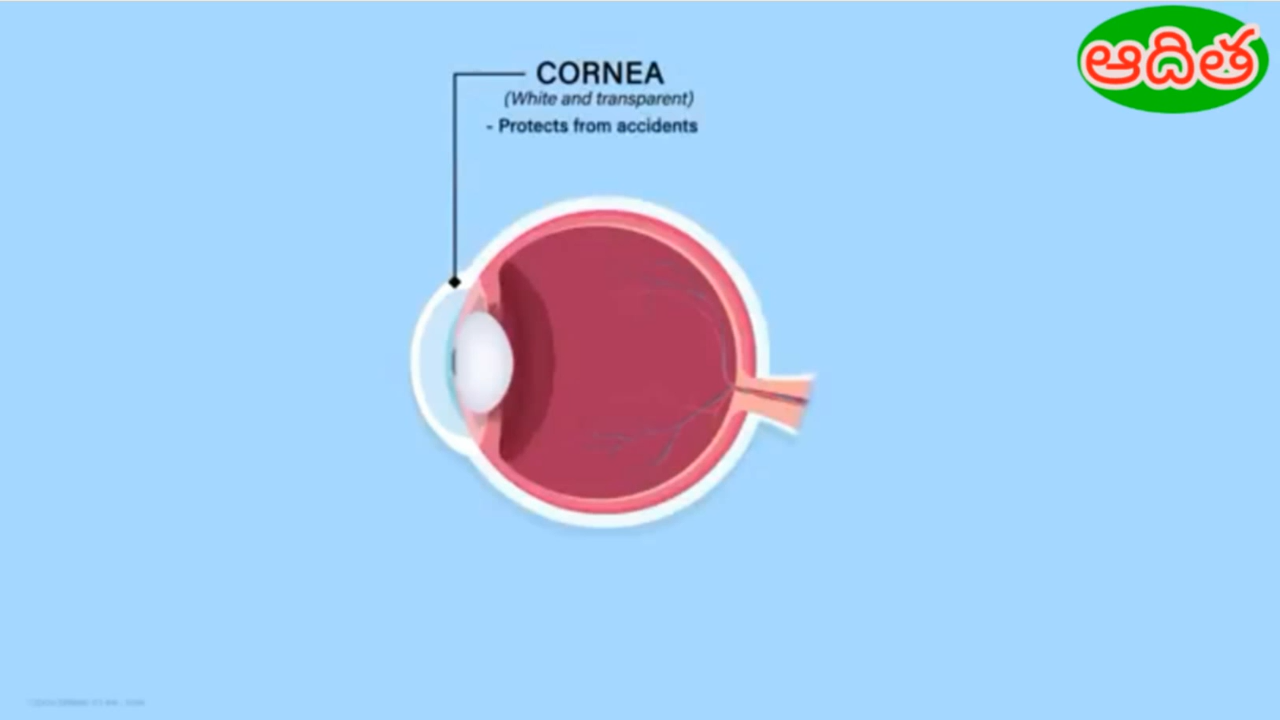 CORNEA
(White and transparent)
- Protects from accidents
ఆదిత